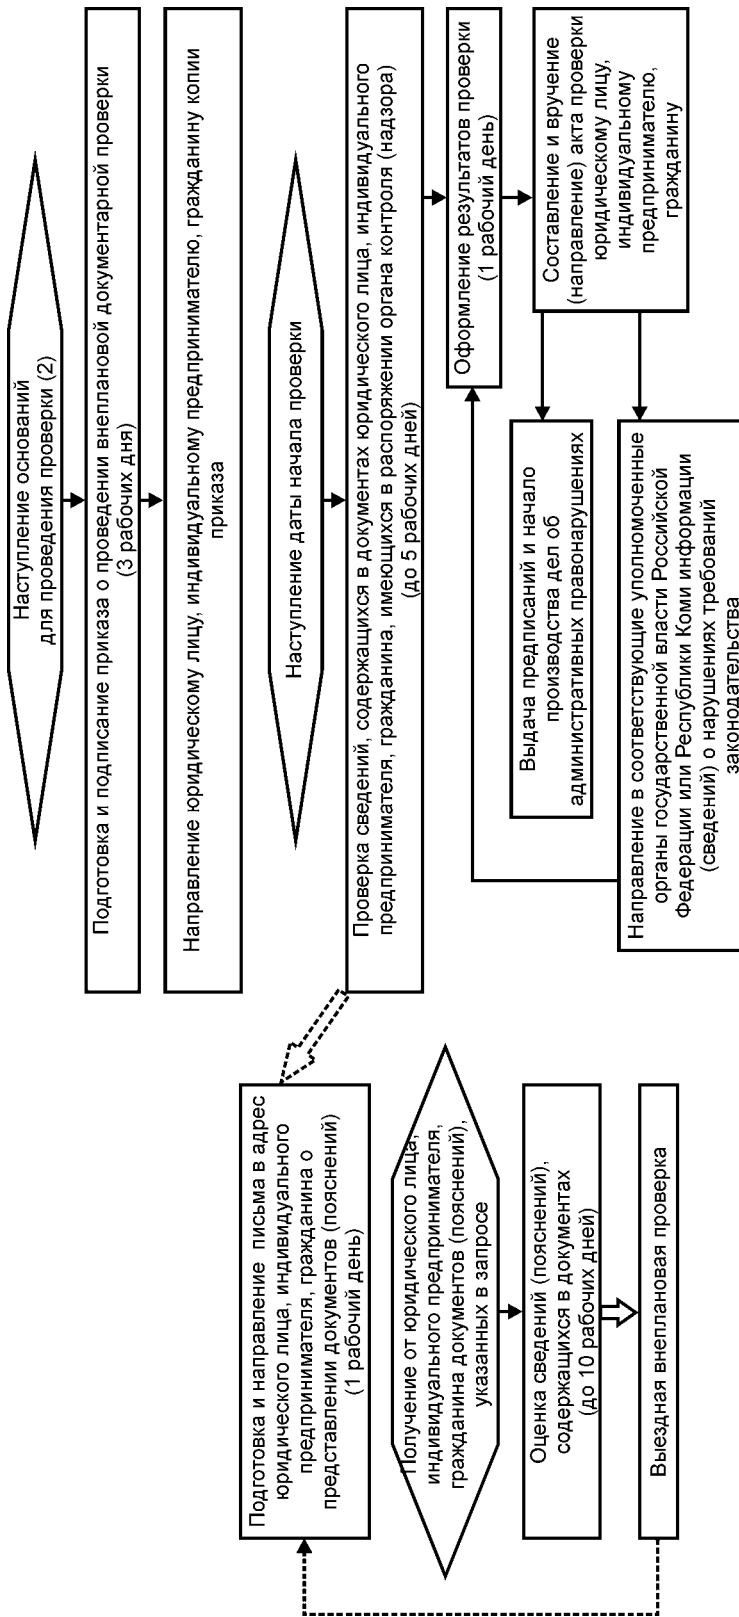 Наступление оснований
для проведения проверки (2)
Подготовка и подписание приказа о проведении внеплановой документарной проверки
(3 рабочих дня)
Направление юридическому лицу, индивидуальному предпринимателю, гражданину копии
приказа
Наступление даты начала проверки
Проверка сведений, содержащихся в документах юридического лица, индивидуального
предпринимателя, гражданина, имеющихся в распоряжении органа контроля (надзора)
(до 5 рабочих дней)
Оформление результатов проверки
(1 рабочий день)
Составление и вручение
(направление) акта проверки
юридическому лицу,
индивидуальному
предпринимателю,
гражданину
Выдача предписаний и начало
производства дел об
административных правонарушениях
Направление в соответствующие уполномоченные
органы государственной власти Российской
Федерации или Республики Коми информации
(сведений) о нарушениях требований
законодательства
Подготовка и направление письма в адрес
юридического лица, индивидуального
предпринимателя, гражданина о
представлении документов (пояснений)
(1 рабочий день)
Получение от юридического лица,
индивидуального предпринимателя,
гражданина документов (пояснений),
указанных в запросе
Оценка сведений (пояснений),
содержащихся в документах
(до 10 рабочих дней)
Выездная внеплановая проверка